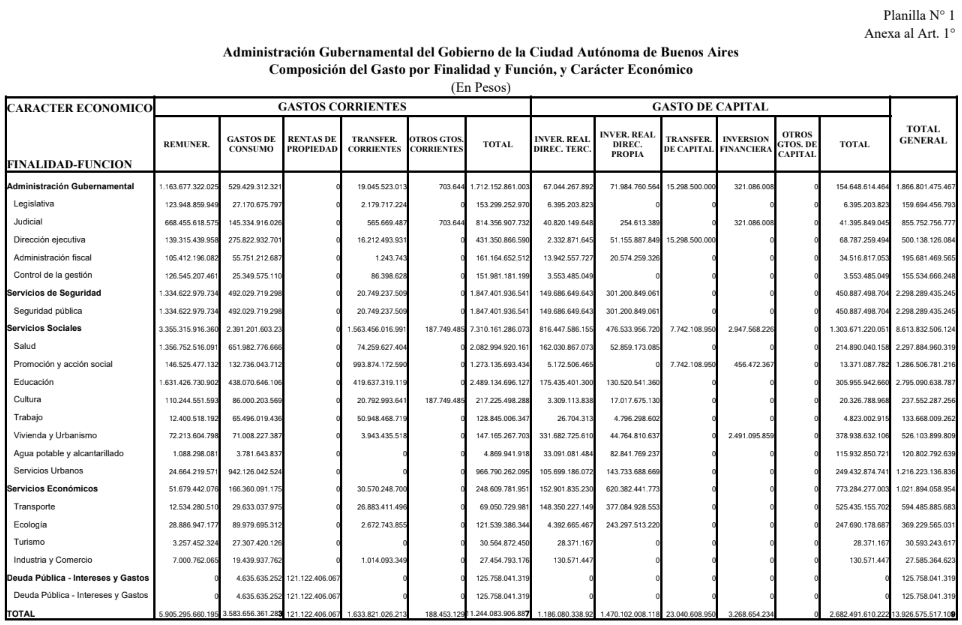 Planilla N° 1
Anexa al Art. 1°
Administración Gubernamental del Gobierno de la Ciudad Autónoma de Buenos Aires
Composición del Gasto por Finalidad y Función, y Carácter Económico
(En Pesos)
CARACTER ECONOMICO GASTOS CORRIENTES GASTO DE CAPITAL TOTAL GENERAL
FINALIDAD-FUNCION REMUNER. GASTOS DE CONSUMO RENTAS DE PROPIEDAD TRANSFER. CORRIENTES OTROS GTOS. CORRIENTES TOTAL INVER. REAL DIREC. TERC. INVER. REAL DIREC. PROPIA TRANSFER. DE CAPITAL INVERSION FINANCIERA OTROS GTOS. DE CAPITAL TOTAL
Administración Gubernamental 1.163.677.322.025 529.429.312.321 0 19.045.523.013 703.644 1.712.152.861.003 67.044.267.892 71.984.760.564 15.298.500.000 321.086.008 0 154.648.614.464 1.866.801.475.467
Legislativa 123.948.859.949 27.170.675.797 0 2.179.717.224 0 153.299.252.970 6.395.203.823 0 0 0 0 6.395.203.823 159.694.456.793
Judicial 668.455.618.575 145.334.916.026 0 565.669.487 703.644 814.356.907.732 40.820.149.648 254.613.389 0 321.086.008 0 41.395.849.045 855.752.756.777
Dirección ejecutiva 139.315.439.958 275.822.932.701 0 16.212.493.931 0 431.350.866.590 2.332.871.645 51.155.887.849 15.298.500.000 0 0 68.787.259.494 500.138.126.084
Administración fiscal 105.412.196.082 55.751.212.687 0 1.243.743 0 161.164.652.512 13.942.557.727 20.574.259.326 0 0 0 34.516.817.053 195.681.469.565
Control de la gestión 126.545.207.461 25.349.575.110 0 86.398.628 0 151.981.181.199 3.553.485.049 0 0 0 0 3.553.485.049 155.534.666.248
Servicios de Seguridad 1.334.622.979.734 492.029.719.298 0 20.749.237.509 0 1.847.401.936.541 149.686.649.643 301.200.849.061 0 0 0 450.887.498.704 2.298.289.435.245
Seguridad pública 1.334.622.979.734 492.029.719.298 0 20.749.237.509 0 1.847.401.936.541 149.686.649.643 301.200.849.061 0 0 0 450.887.498.704 2.298.289.435.245
Servicios Sociales 3.355.315.916.360 2.391.201.603.23 0 1.563.456.016.991 187.749.485 7.310.161.286.073 816.447.586.155 476.533.956.720 7.742.108.950 2.947.568.226 0 1.303.671.220.051 8.613.832.506.124
Salud 1.356.752.516.091 651.982.776.666 0 74.259.627.404 0 2.082.994.920.161 162.030.867.073 52.859.173.085 0 0 0 214.890.040.158 2.297.884.960.319
Promoción y acción social 146.525.477.132 132.736.043.712 0 993.874.172.590 0 1.273.135.693.434 5.172.506.465 0 7.742.108.950 456.472.367 0 13.371.087.782 1.286.506.781.216
Educación 1.631.426.730.902 438.070.646.106 0 419.637.319.119 0 2.489.134.696.127 175.435.401.300 130.520.541.360 0 0 0 305.955.942.660 2.795.090.638.787
Cultura 110.244.551.593 86.000.203.569 0 20.792.993.641 187.749.485 217.225.498.288 3.309.113.838 17.017.675.130 0 0 0 20.326.788.968 237.552.287.256
Trabajo 12.400.518.192 65.496.019.436 0 50.948.468.719 0 128.845.006.347 26.704.313 4.796.298.602 0 0 0 4.823.002.915 133.668.009.262
Vivienda y Urbanismo 72.213.604.798 71.008.227.387 0 3.943.435.518 0 147.165.267.703 331.682.725.610 44.764.810.637 0 2.491.095.859 0 378.938.632.106 526.103.899.809
Agua potable y alcantarillado 1.088.298.081 3.781.643.837 0 0 0 4.869.941.918 33.091.081.484 82.841.769.237 0 0 0 115.932.850.721 120.802.792.639
Servicios Urbanos 24.664.219.571 942.126.042.524 0 0 0 966.790.262.095 105.699.186.072 143.733.688.669 0 0 0 249.432.874.741 1.216.223.136.836
Servicios Económicos 51.679.442.076 166.360.091.175 0 30.570.248.700 0 248.609.781.951 152.901.835.230 620.382.441.773 0 0 0 773.284.277.003 1.021.894.058.954
Transporte 12.534.280.510 29.633.037.975 0 26.883.411.496 0 69.050.729.981 148.350.227.149 377.084.928.553 0 0 0 525.435.155.702 594.485.885.683
Ecología 28.886.947.177 89.979.695.312 0 2.672.743.855 0 121.539.386.344 4.392.665.467 243.297.513.220 0 0 0 247.690.178.687 369.229.565.031
Turismo 3.257.452.324 27.307.420.126 0 0 0 30.564.872.450 28.371.167 0 0 0 0 28.371.167 30.593.243.617
Industria y Comercio 7.000.762.065 19.439.937.762 0 1.014.093.349 0 27.454.793.176 130.571.447 0 0 0 0 130.571.447 27.585.364.623
Deuda Pública - Intereses y Gastos 0 4.635.635.252 121.122.406.067 0 0 125.758.041.319 0 0 0 0 0 0 125.758.041.319
Deuda Pública - Intereses y Gastos 0 4.635.635.252 121.122.406.067 0 0 125.758.041.319 0 0 0 0 0 0 125.758.041.319
TOTAL 5.905.295.660.195 3.583.656.361.283 121.122.406.067 1.633.821.026.213 188.453.129 11.244.083.906.887 1.186.080.338.92 1.470.102.008.118 23.040.608.950 3.268.654.234 0 2.682.491.610.222 13.926.575.517.109